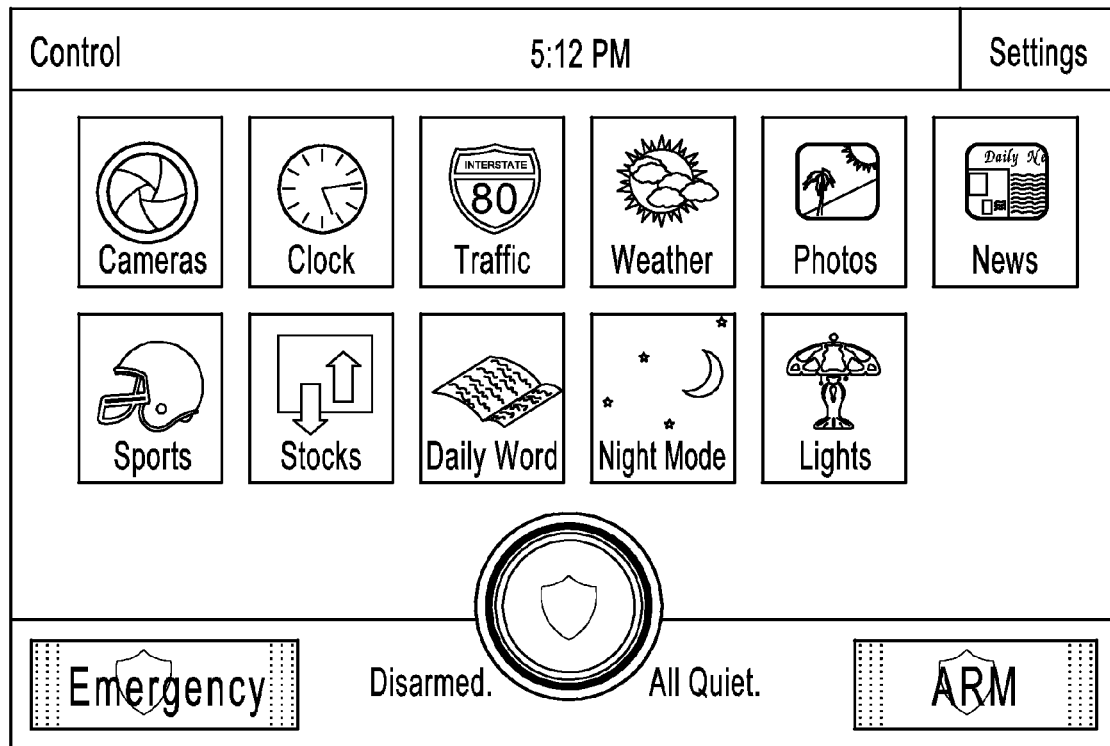 Control 5:12 PM Settings
INTERSTATE
80
Daily Ne
Cameras Clock Traffic Weather Photos News
Sports Stocks Daily Word Night Mode Lights
Emergency Disarmed. All Quiet. ARM